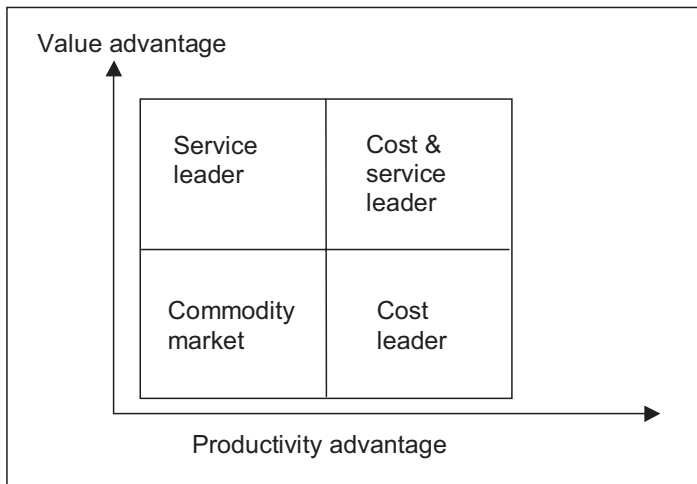 Value advantage
Service
leader
Cost &
service
leader
Commodity
market
Cost
leader
Productivity advantage